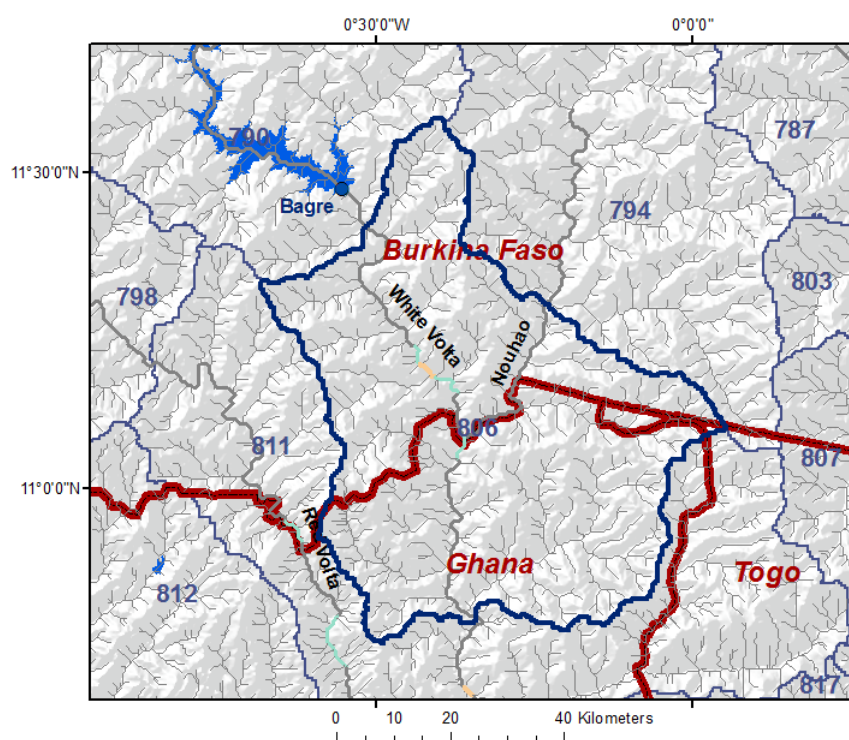 0°30'0"W
0°0'0"
790
787
11°30'0"N
Bagre
794
Burkina Faso
798
803
White Volta
Nouhao
806
811
807
11°0'0"N
Red Volta
Ghana
Togo
812
817
0 10 20 40 Kilometers